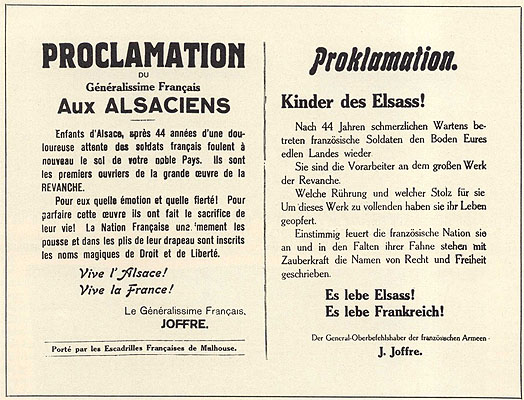 PROCLAMATION
DU
Généralissime Français
Aux ALSACIENS
Enfants d'Alsace, après 44 années d'une dou-
loureuse attente des soldats français foulent à
nouveau le sol de votre noble Pays. Ils sont
les premiers ouvriers de la grande œuvre de la
REVANCHE.
Pour eux quelle émotion et quelle fierté! Pour
parfaire cette œuvre ils ont fait le sacrifice de
leur vie! La Nation Française una 'mement les
pousse et dans les plis de leur drapeau sont inscrits
les noms magiques de Droit et de Liberté.
Vive l'Alsace!
Vive la France!
Le Généralissime Français,
JOFFRE.
Porté par les Escadrilles Françaises de Mulhouse.
Proklamation.
Kinder des Elsass!
Nach 44 Jahren schmerzlichen Wartens be-
treten französische Soldaten den Boden Eures
edlen Landes wieder
Sie sind die Vorarbeiter an dem großen Werk
der Revanche.
Welche Rührung und welcher Stolz für sie
Um dieses Werk zu vollenden haben sie ihr Leben
geopfert.
Einstimmig feuert die französische Nation sie
an und in den Falten ihrer Fahne stehen mit
Zauberkraft die Namen von Recht und Freiheit
geschrieben.
Es lebe Elsass!
Es lebe Frankreich!
Der General-Oberbefehlshaber der französischen Armeen
J. Joffre.